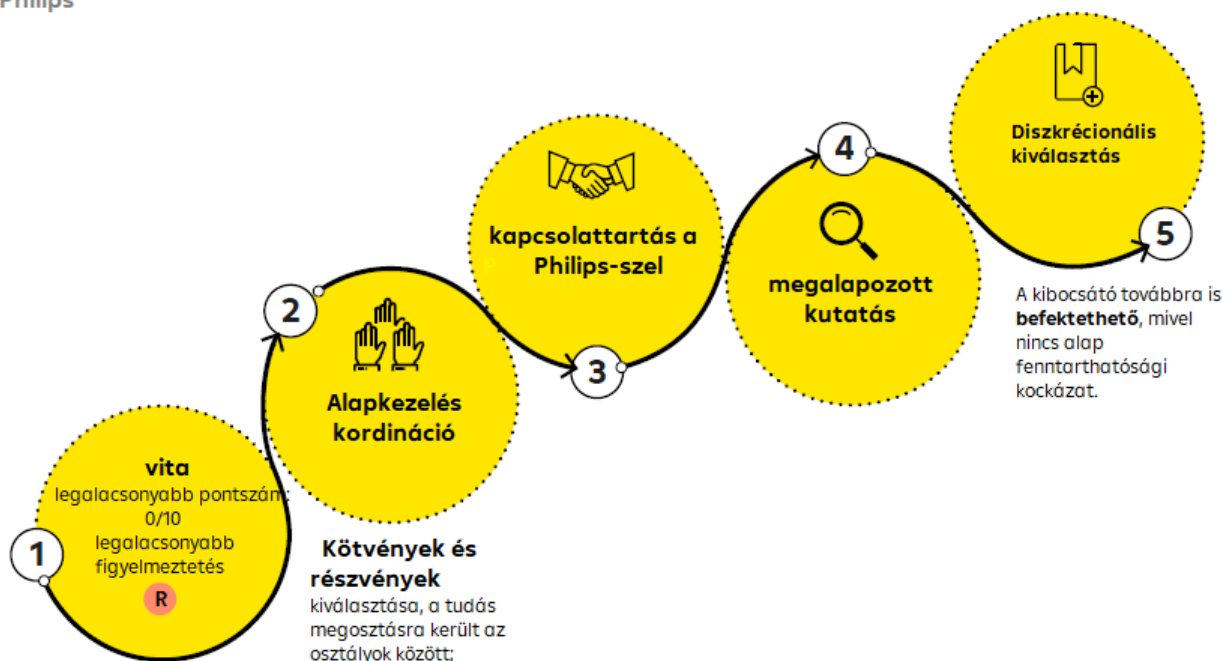 Philips
1
vita
legalacsonyabb pontszám:
0/10
legalacsonyabb
figyelmeztetés
R
2
Alapkezelés
kordináció
Kötvények és
részvények
kiválasztása, a tudás
megosztásra került az
osztályok között;
3
kapcsolattartás a
P Philips-szel
4
megalapozott
kutatás
5
Diszkrécionális
kiválasztás
A kibocsátó továbbra is
befektethető, mivel
nincs alap
fenntarthatósági
kockázat.